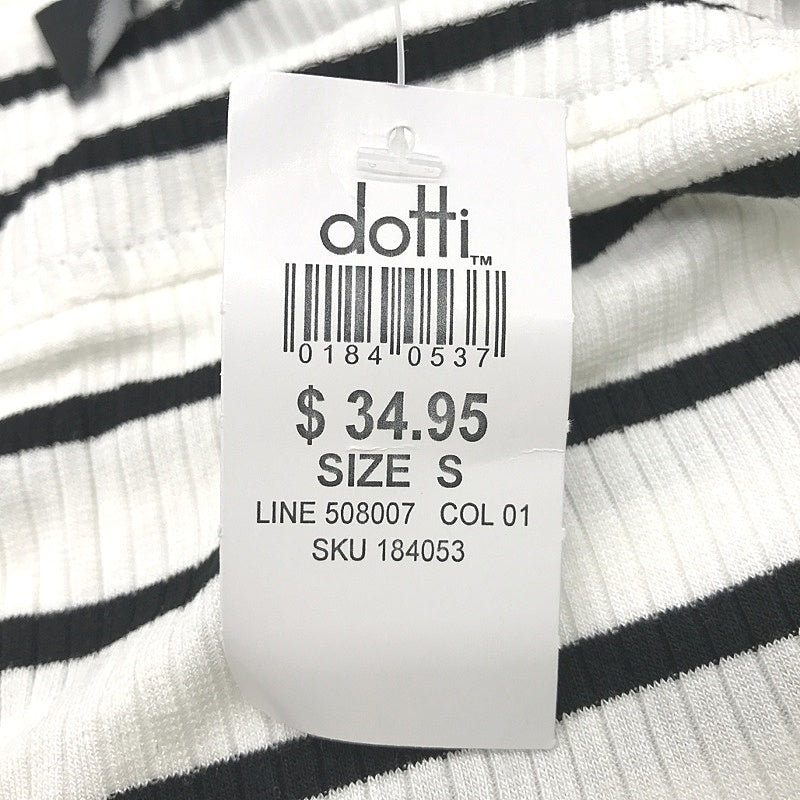 dotti™
0184 0537
$ 34.95
SIZE S
LINE 508007 COL 01
SKU 184053